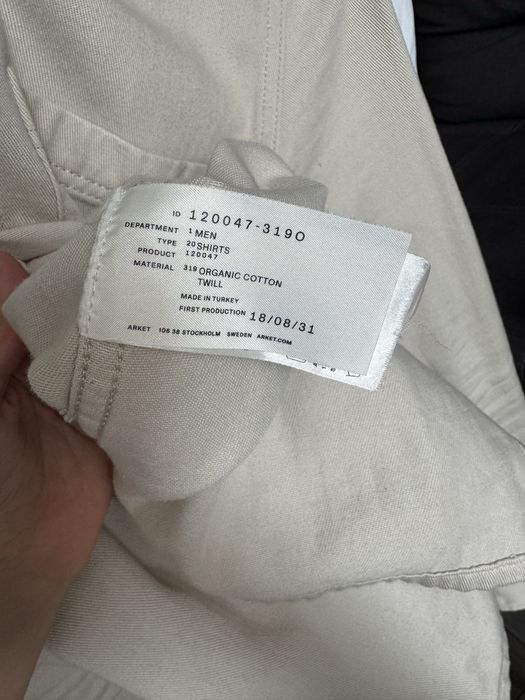 ID 120047-319O
DEPARTMENT 1 MEN
TYPE 20 SHIRTS
PRODUCT 120047
MATERIAL 319 ORGANIC COTTON
TWILL
MADE IN TURKEY
FIRST PRODUCTION 18/08/31
ARKET 106 38 STOCKHOLM SWEDEN ARKET.COM